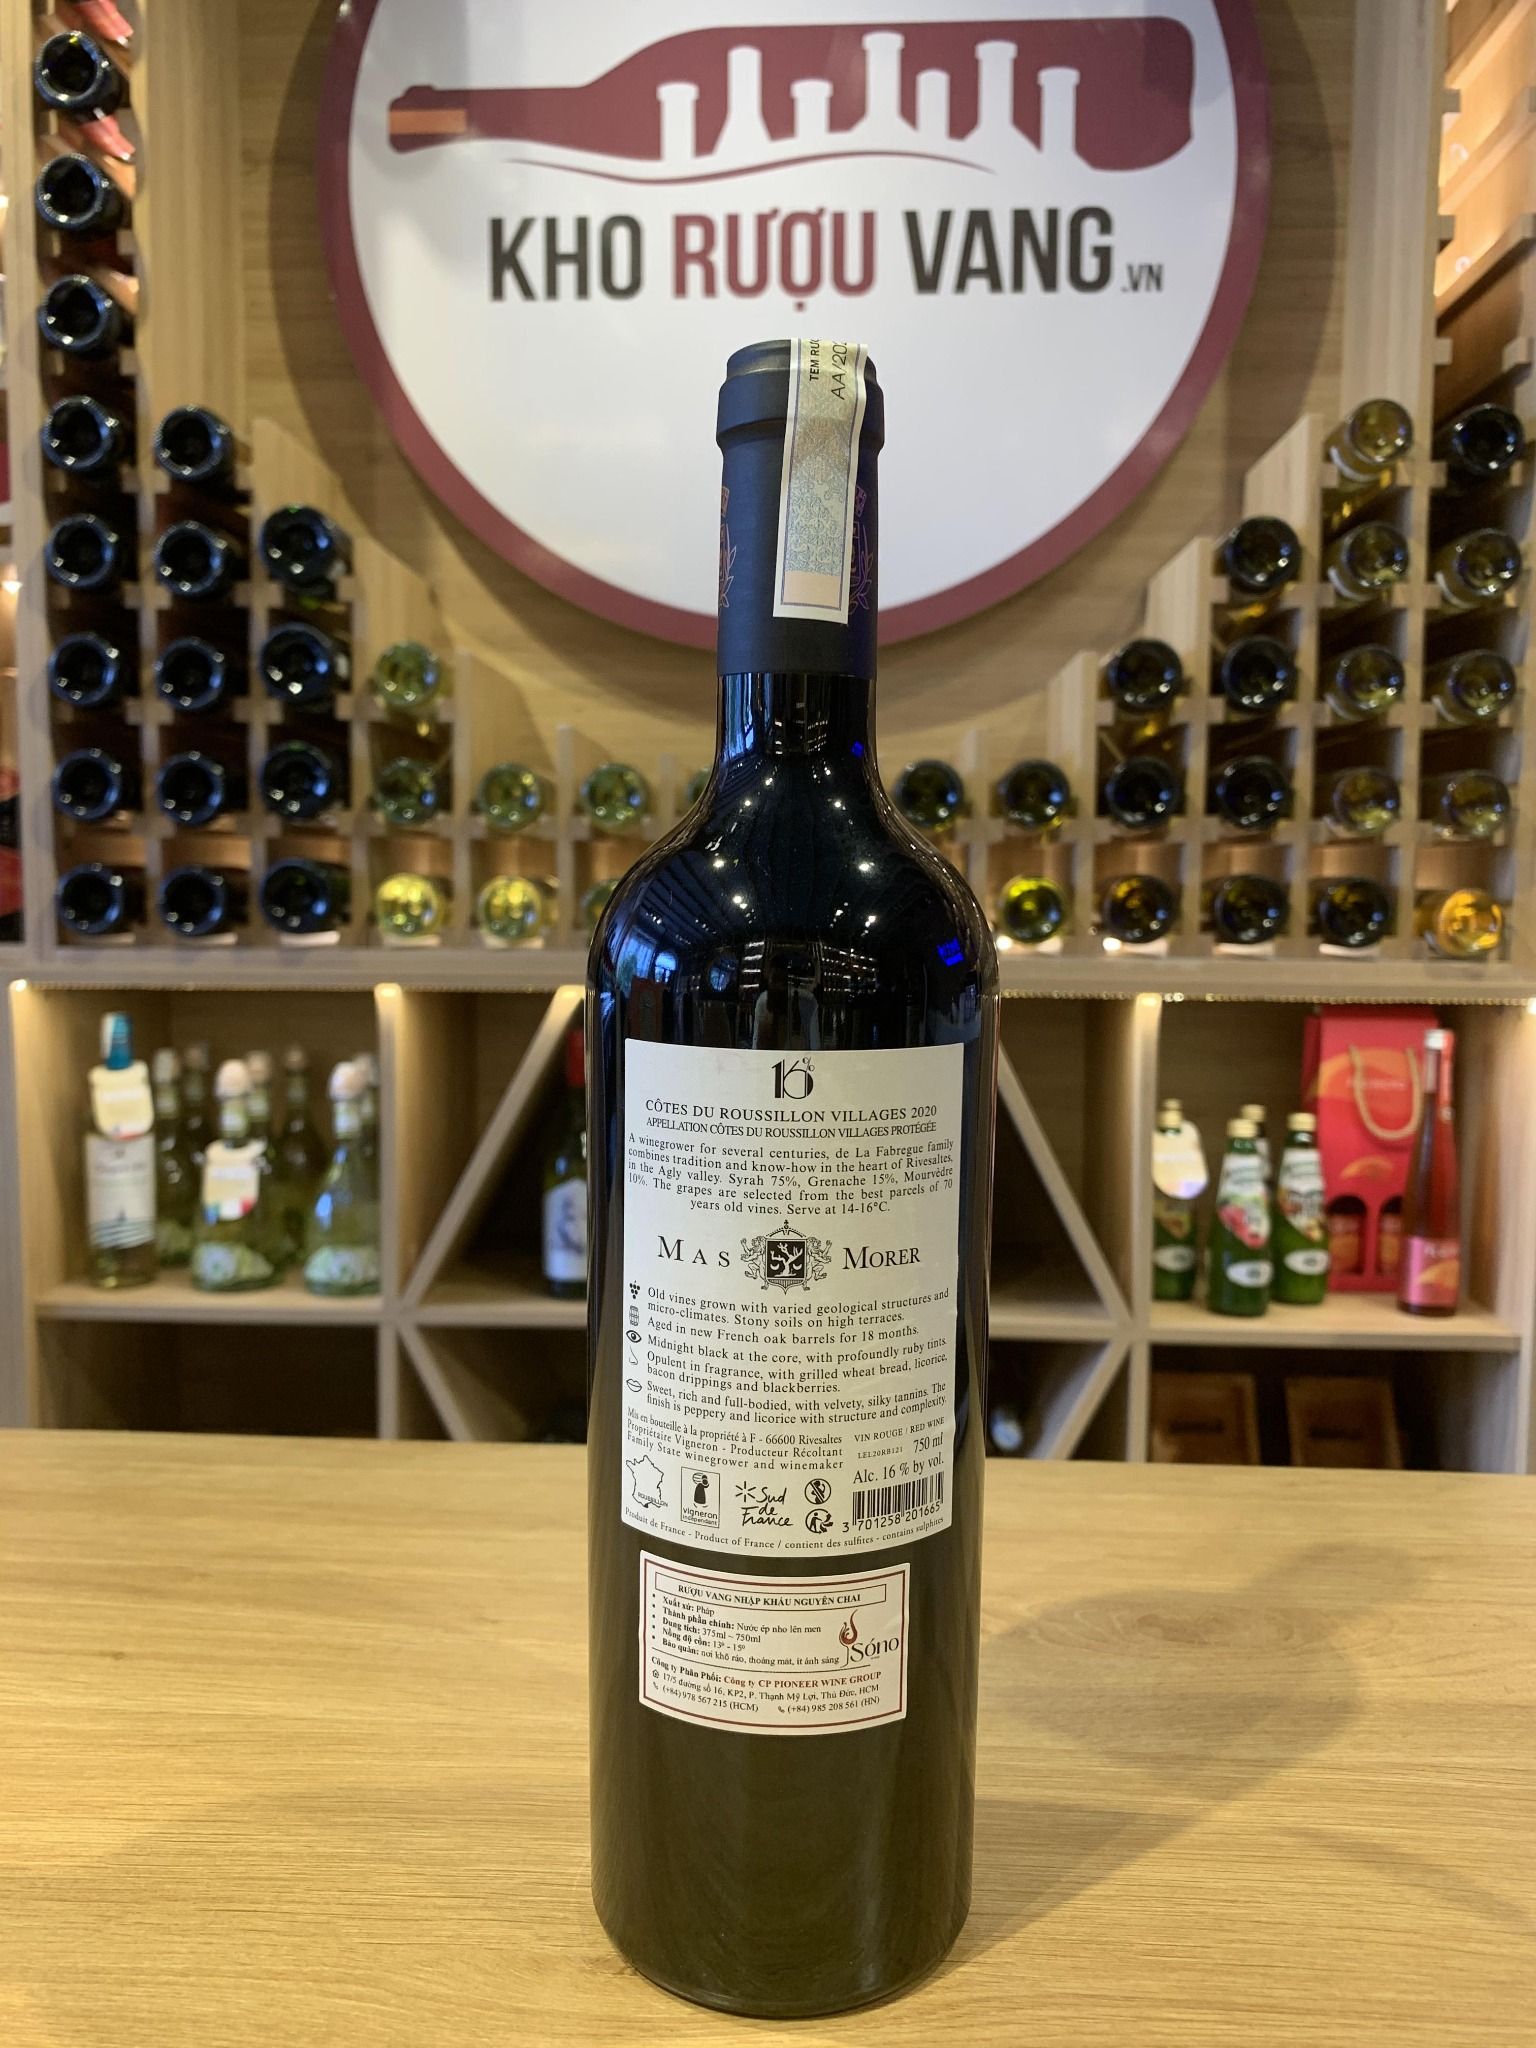 KHO RƯỢU VANG.VN
TEM RƯỢ
AA/202
16%
CÔTES DU ROUSSILLON VILLAGES 2020
APPELLATION CÔTES DU ROUSSILLON VILLAGES PROTÉGÉE
A winegrower for several centuries, de La Fabregue family
combines tradition and know-how in the heart of Rivesaltes,
in the Agly valley. Syrah 75%, Grenache 15%, Mourvèdre
10%. The grapes are selected from the best parcels of 70
years old vines. Serve at 14-16°C.
MAS MORER
Old vines grown with varied geological structures and
micro-climates. Stony soils on high terraces.
Aged in new French oak barrels for 18 months.
Midnight black at the core, with profoundly ruby tints.
Opulent in fragrance, with grilled wheat bread, licorice,
bacon drippings and blackberries.
Sweet, rich and full-bodied, with velvety, silky tannins. The
finish is peppery and licorice with structure and complexity.
Mis en bouteille à la propriété à F - 66600 Rivesaltes
Propriétaire Vigneron - Producteur Récoltant
Family State winegrower and winemaker
VIN ROUGE / RED WINE
LEL20RB121 750 ml
Alc. 16 % by vol.
ROUSSILLON
vigneron
indépendant
Sud
de
France
3 701258 201665
Produit de France - Product of France / contient des sulfites - contains sulphites
RƯỢU VANG NHẬP KHẨU NGUYÊN CHAI
• Xuất xứ: Pháp
• Thành phần chính: Nước ép nho lên men
• Dung tích: 375ml ~ 750ml
• Nồng độ cồn: 13⁰ - 15⁰
• Bảo quản: nơi khô ráo, thoáng mát, ít ánh sáng
Sóno
Công ty Phân Phối: Công ty CP PIONEER WINE GROUP
17/5 đường số 16, KP2, P. Thạnh Mỹ Lợi, Thủ Đức, HCM
(+84) 978 567 215 (HCM) (+84) 985 208 561 (HN)